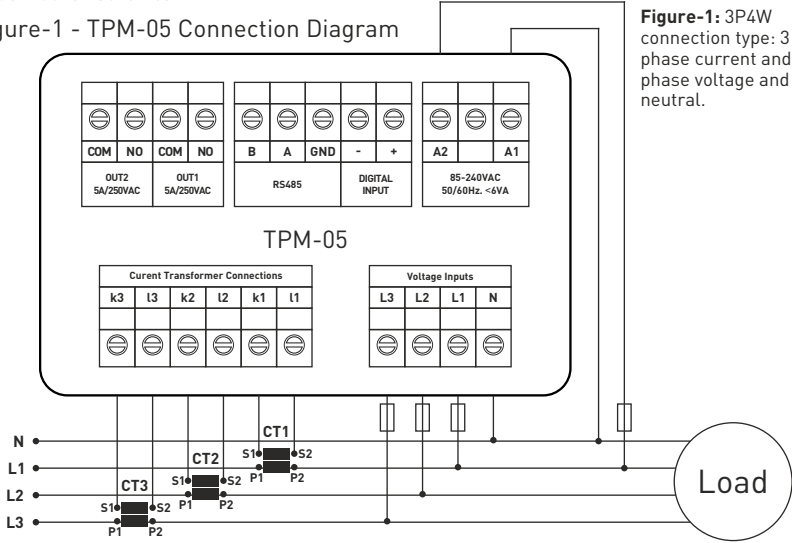 gure-1 - TPM-05 Connection Diagram
Figure-1: 3P4W
connection type: 3
phase current and
phase voltage and
neutral.
COM NO COM NO
OUT2
5A/250VAC
OUT1
5A/250VAC
B A GND - +
RS485
DIGITAL
INPUT
A2 A1
85-240VAC
50/60Hz. <6VA
TPM-05
Curent Transformer Connections
k3 l3 k2 l2 k1 l1
Voltage Inputs
L3 L2 L1 N
N
L1
L2
L3
CT1
S1 S2
P1 P2
CT2
S1 S2
P1 P2
CT3
S1 S2
P1 P2
Load